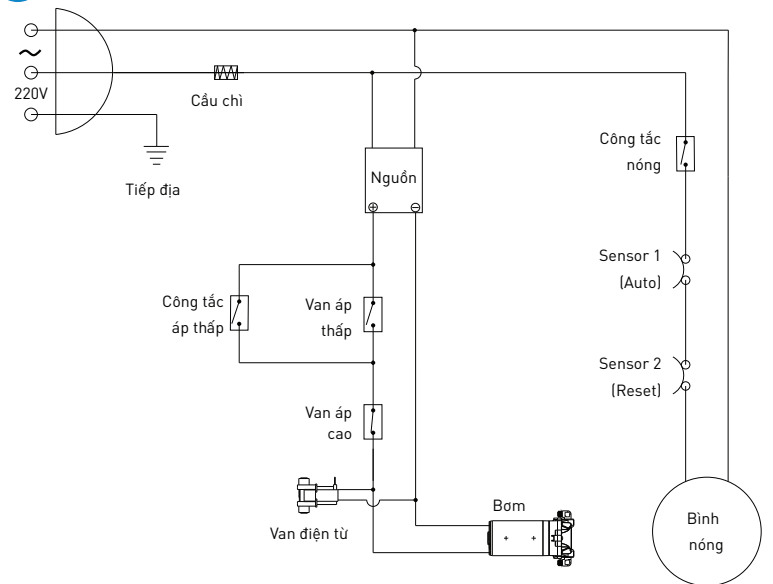 220V
Cầu chì
Tiếp địa
Nguồn
Công tắc
nóng
Sensor 1
(Auto)
Công tắc
áp thấp
Van áp
thấp
Sensor 2
(Reset)
Van áp
cao
Van điện từ
Bơm
Bình
nóng